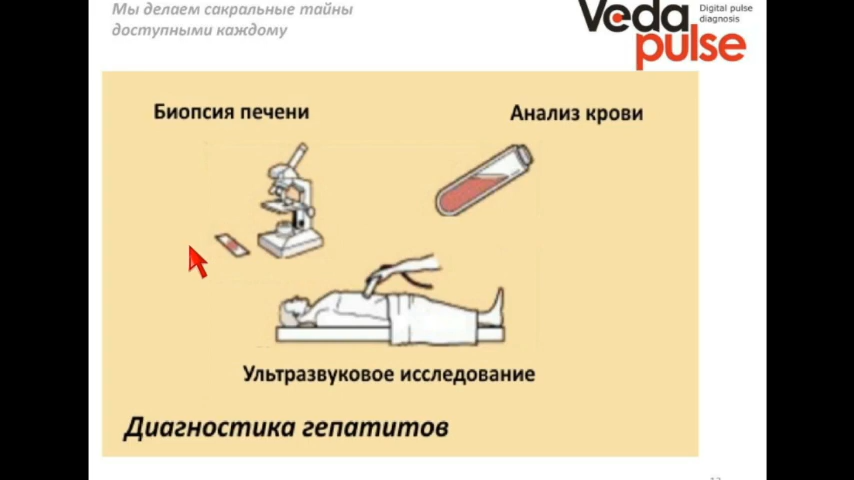 Мы делаем сакральные тайны
доступными каждому
Veda pulse
Digital pulse
diagnosis
Биопсия печени
Анализ крови
Ультразвуковое исследование
Диагностика гепатитов